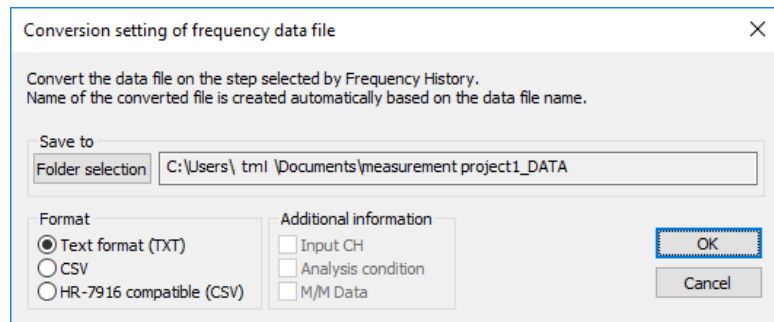 Conversion setting of frequency data file
Convert the data file on the step selected by Frequency History.
Name of the converted file is created automatically based on the data file name.
Save to
Folder selection C:\Users\ tml \Documents\measurement project1_DATA
Format Additional information
Text format (TXT) Input CH OK
CSV Analysis condition
HR-7916 compatible (CSV) M/M Data Cancel